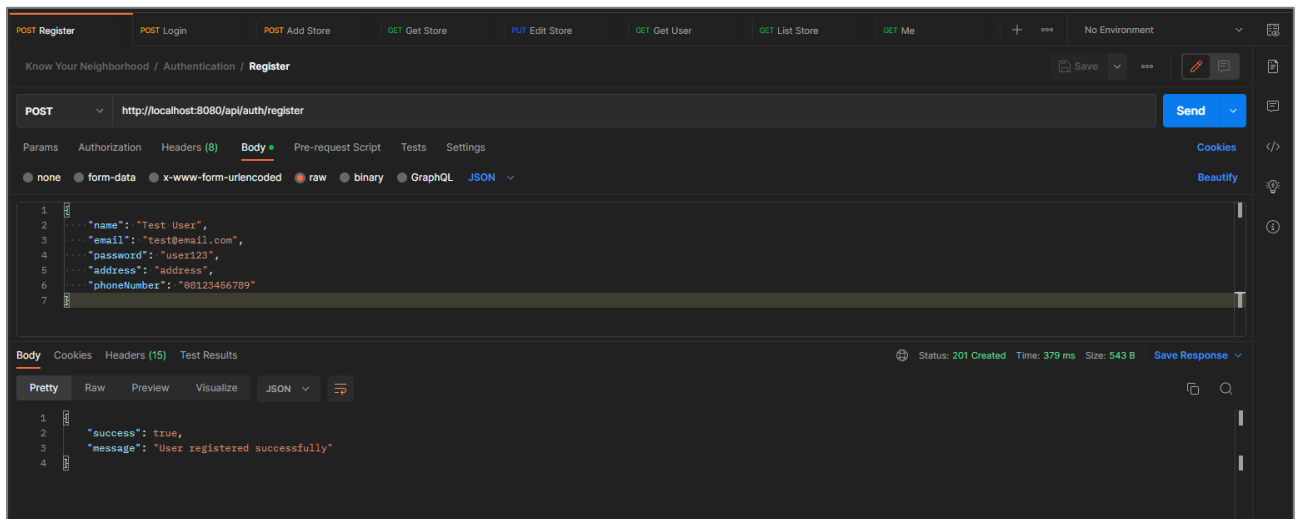 POST Register POST Login POST Add Store GET Get Store PUT Edit Store GET Get User GET List Store GET Me No Environment
Know Your Neighborhood / Authentication / Register Save
POST http://localhost:8080/api/auth/register Send
Params Authorization Headers (8) Body Pre-request Script Tests Settings Cookies
none form-data x-www-form-urlencoded raw binary GraphQL JSON Beautify
1 {
2 "name": "Test User",
3 "email": "test@email.com",
4 "password": "user123",
5 "address": "address",
6 "phoneNumber": "08123456789"
7 }
Body Cookies Headers (15) Test Results Status: 201 Created Time: 379 ms Size: 543 B Save Response
Pretty Raw Preview Visualize JSON
1 {
2 "success": true,
3 "message": "User registered successfully"
4 }